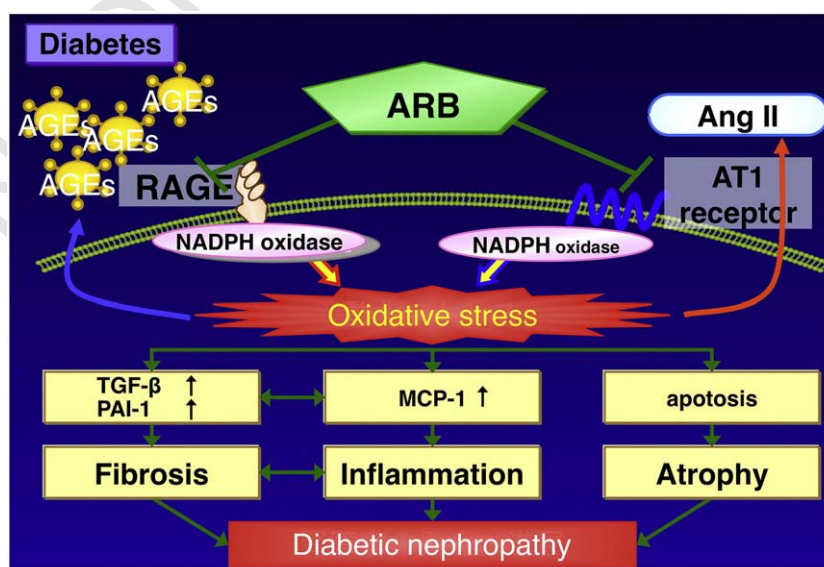 Diabetes
AGEs
AGEs
AGEs
AGEs
ARB
Ang II
RAGE
AT1
receptor
NADPH oxidase
NADPH oxidase
Oxidative stress
TGF-β ↑
PAI-1 ↑
MCP-1 ↑
apotosis
Fibrosis
Inflammation
Atrophy
Diabetic nephropathy